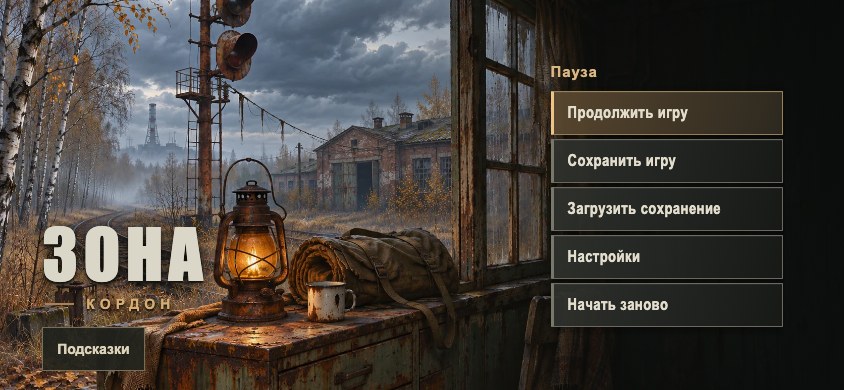 ЗОНА
КОРДОН
Подсказки
Пауза
Продолжить игру
Сохранить игру
Загрузить сохранение
Настройки
Начать заново